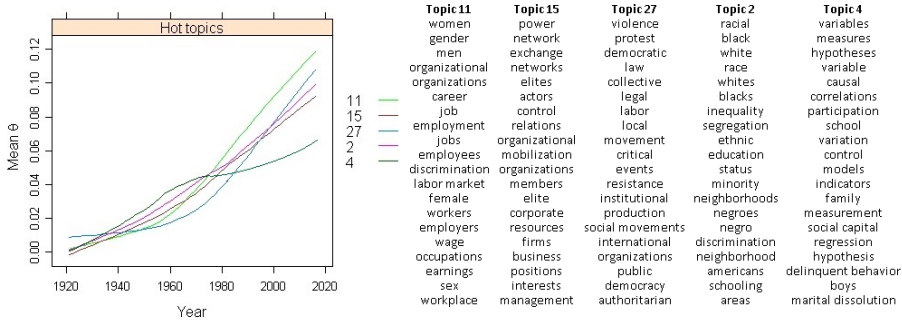 Hot topics
0.12
0.10
0.08
0.06
0.04
0.02
0.00
Mean θ
1920 1940 1960 1980 2000 2020
Year
11
15
27
2
4
Topic 11 Topic 15 Topic 27 Topic 2 Topic 4
women power violence racial variables
gender network protest black measures
men exchange democratic white hypotheses
organizational networks law race variable
organizations elites collective whites causal
career actors legal blacks correlations
job control labor inequality participation
employment relations local segregation school
jobs organizational movement ethnic variation
employees mobilization critical education control
discrimination organizations events status models
labor market members resistance minority indicators
female elite institutional neighborhoods family
workers corporate production negroes measurement
employers resources social movements negro social capital
wage firms international discrimination regression
occupations business organizations neighborhood hypothesis
earnings positions public americans delinquent behavior
sex interests democracy schooling boys
workplace management authoritarian areas marital dissolution